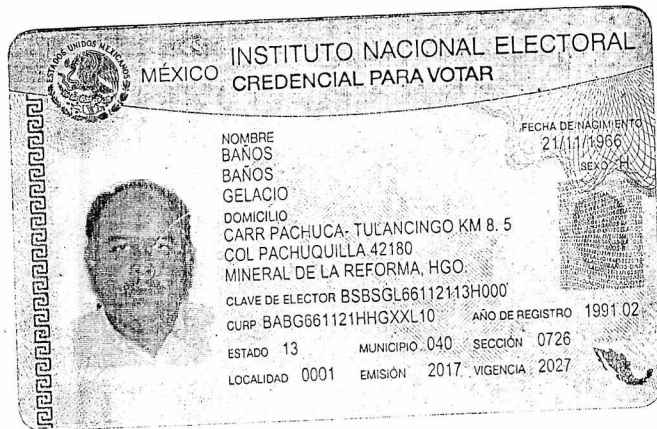 ESTADOS UNIDOS MEXICANOS
MÉXICO INSTITUTO NACIONAL ELECTORAL
CREDENCIAL PARA VOTAR
NOMBRE
BAÑOS
BAÑOS
GELACIO
FECHA DE NACIMIENTO
21/11/1966
SEXO H
DOMICILIO
CARR PACHUCA- TULANCINGO KM 8. 5
COL PACHUQUILLA 42180
MINERAL DE LA REFORMA, HGO.
CLAVE DE ELECTOR BSBSGL66112113H000
CURP BABG661121HHGXXL10 AÑO DE REGISTRO 1991 02
ESTADO 13 MUNICIPIO 040 SECCIÓN 0726
LOCALIDAD 0001 EMISIÓN 2017 VIGENCIA 2027